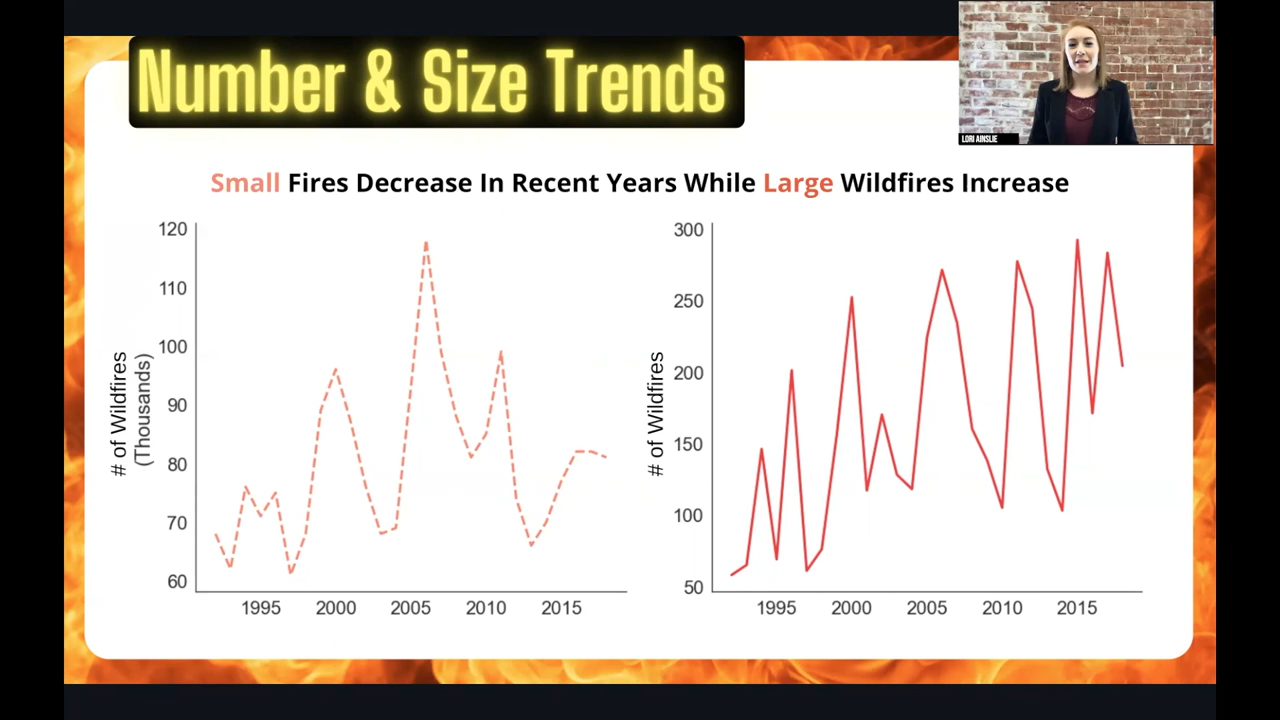 Number & Size Trends
LORI AINSLIE
Small Fires Decrease In Recent Years While Large Wildfires Increase
# of Wildfires
(Thousands)
120
110
100
90
80
70
60
1995 2000 2005 2010 2015
# of Wildfires
300
250
200
150
100
50
1995 2000 2005 2010 2015